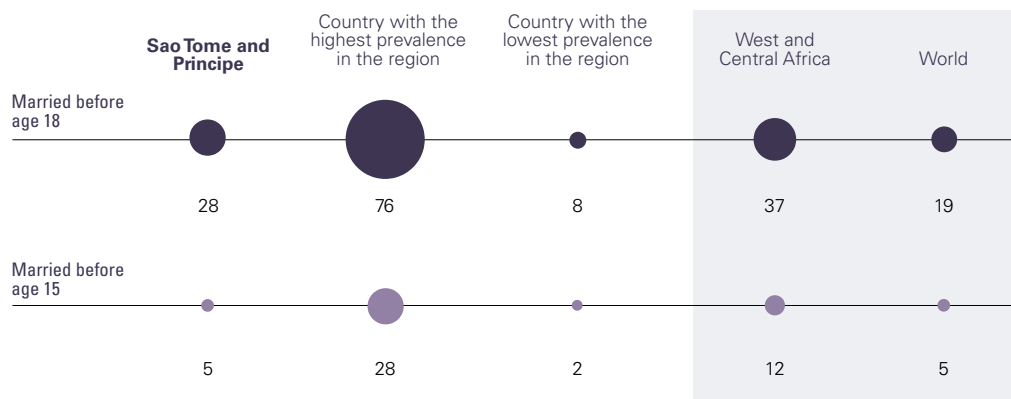 Sao Tome and
Principe
Country with the
highest prevalence
in the region
Country with the
lowest prevalence
in the region
West and
Central Africa
World
Married before
age 18
28
76
8
37
19
Married before
age 15
5
28
2
12
5